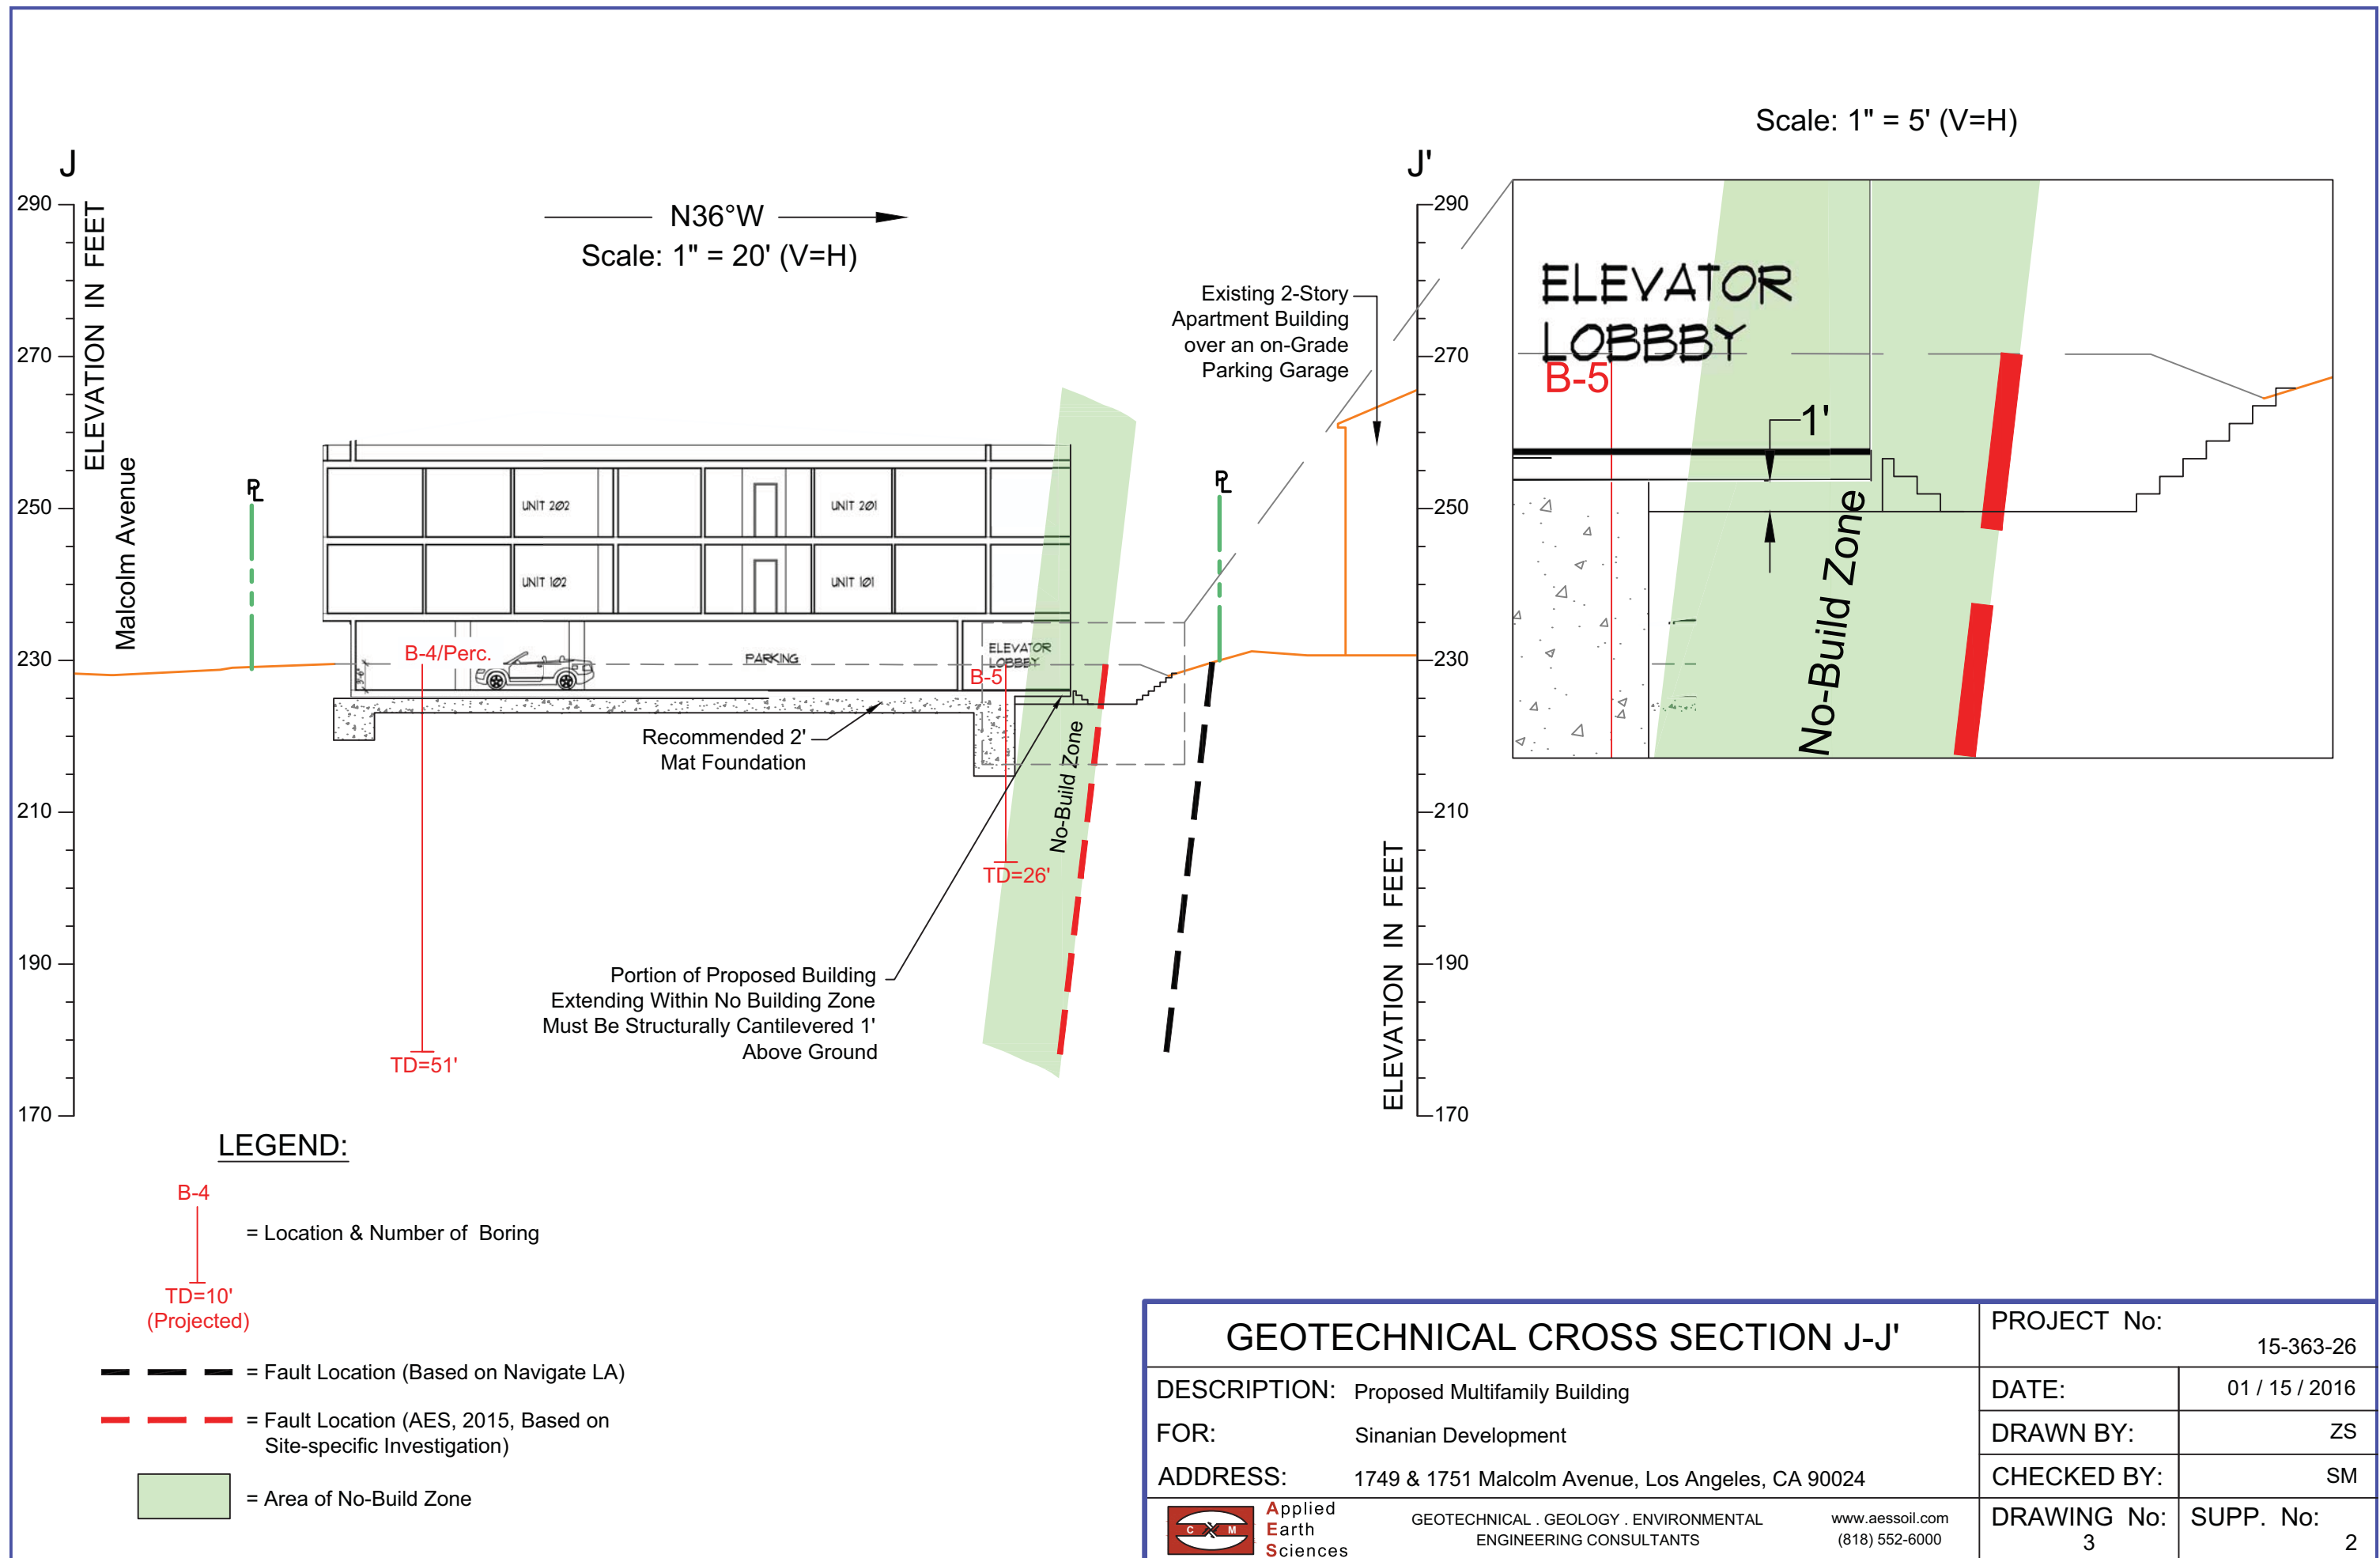 Scale: 1" = 5' (V=H)
J
J'
290
270
250
230
210
190
170
ELEVATION IN FEET
Malcolm Avenue
N36°W
Scale: 1" = 20' (V=H)
Existing 2-Story
Apartment Building
over an on-Grade
Parking Garage
290
270
250
230
210
190
170
ELEVATION IN FEET
PL
PL
UNIT 202
UNIT 201
UNIT 102
UNIT 101
B-4/Perc.
PARKING
ELEVATOR
LOBBBY
B-5
Recommended 2'
Mat Foundation
No-Build Zone
TD=26'
TD=51'
Portion of Proposed Building
Extending Within No Building Zone
Must Be Structurally Cantilevered 1'
Above Ground
ELEVATOR
LOBBBY
B-5
1'
No-Build Zone
LEGEND:
B-4
= Location & Number of Boring
TD=10'
(Projected)
= Fault Location (Based on Navigate LA)
= Fault Location (AES, 2015, Based on
Site-specific Investigation)
= Area of No-Build Zone
GEOTECHNICAL CROSS SECTION J-J'
PROJECT No:
15-363-26
DESCRIPTION: Proposed Multifamily Building
DATE: 01 / 15 / 2016
FOR: Sinanian Development
DRAWN BY: ZS
ADDRESS: 1749 & 1751 Malcolm Avenue, Los Angeles, CA 90024
CHECKED BY: SM
C M
Applied
Earth
Sciences
GEOTECHNICAL . GEOLOGY . ENVIRONMENTAL
ENGINEERING CONSULTANTS
www.aessoil.com
(818) 552-6000
DRAWING No:
3
SUPP. No:
2